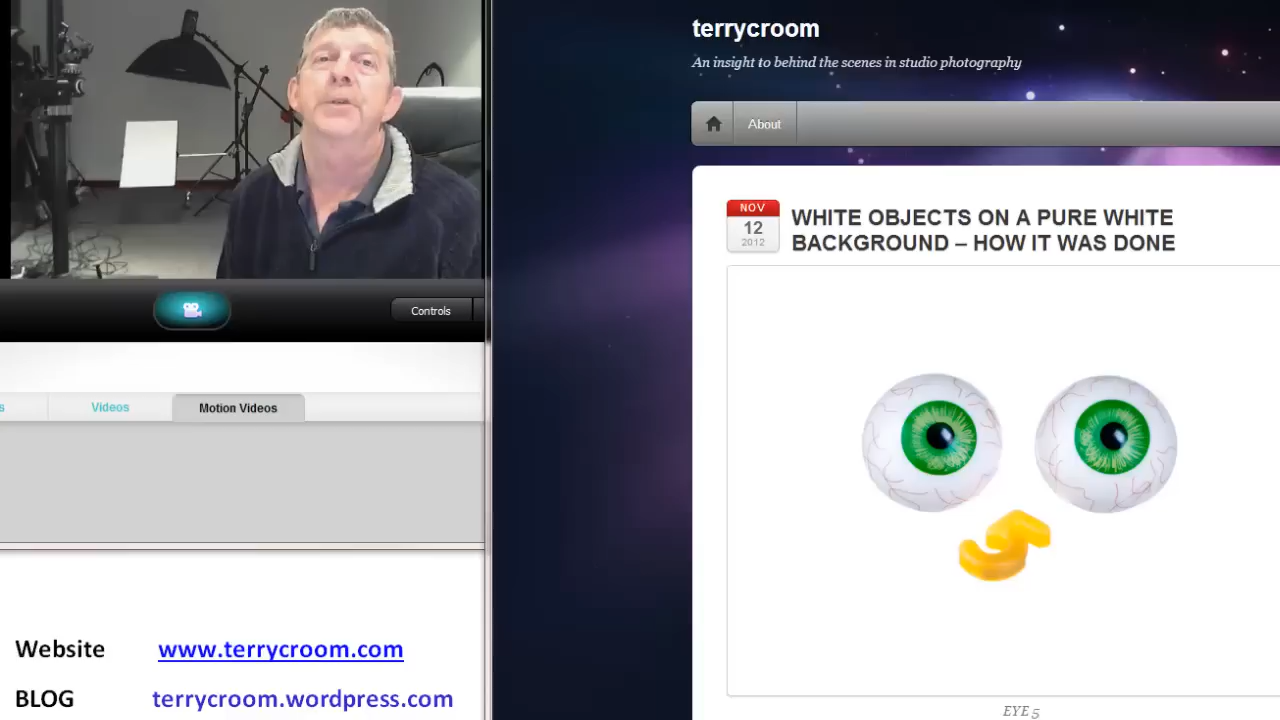 terrycroom
An insight to behind the scenes in studio photography
About
NOV
12
2012
WHITE OBJECTS ON A PURE WHITE
BACKGROUND – HOW IT WAS DONE
EYE 5
Controls
s
Videos
Motion Videos
Website www.terrycroom.com
BLOG terrycroom.wordpress.com